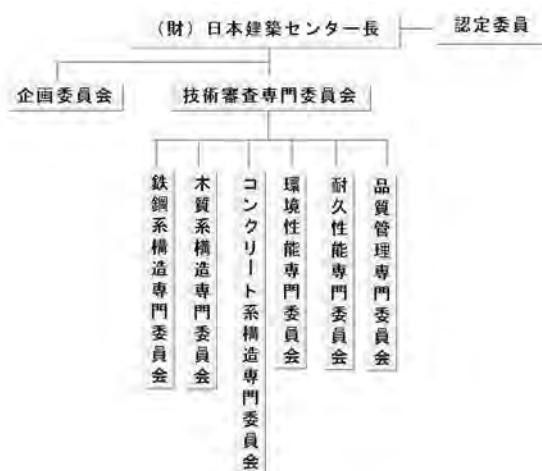 （財）日本建築センター長
認定委員
企画委員会
技術審査専門委員会
鉄鋼系構造専門委員会
木質系構造専門委員会
コンクリート系構造専門委員会
環境性能専門委員会
耐久性能専門委員会
品質管理専門委員会